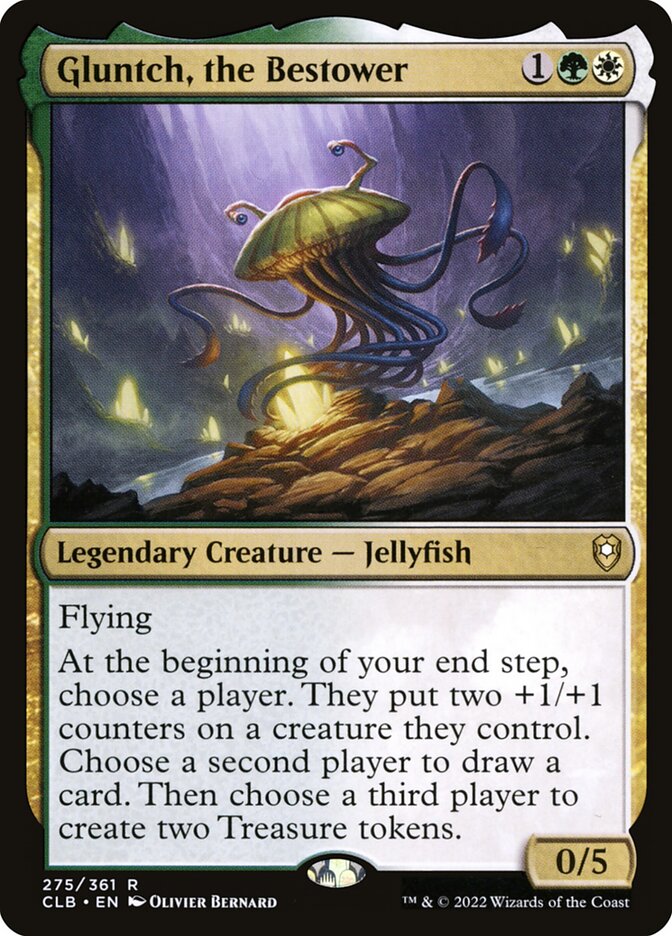 Gluntch, the Bestower 1
Legendary Creature — Jellyfish
Flying
At the beginning of your end step,
choose a player. They put two +1/+1
counters on a creature they control.
Choose a second player to draw a
card. Then choose a third player to
create two Treasure tokens.
0/5
275/361 R
CLB • EN Olivier Bernard
™ & © 2022 Wizards of the Coast